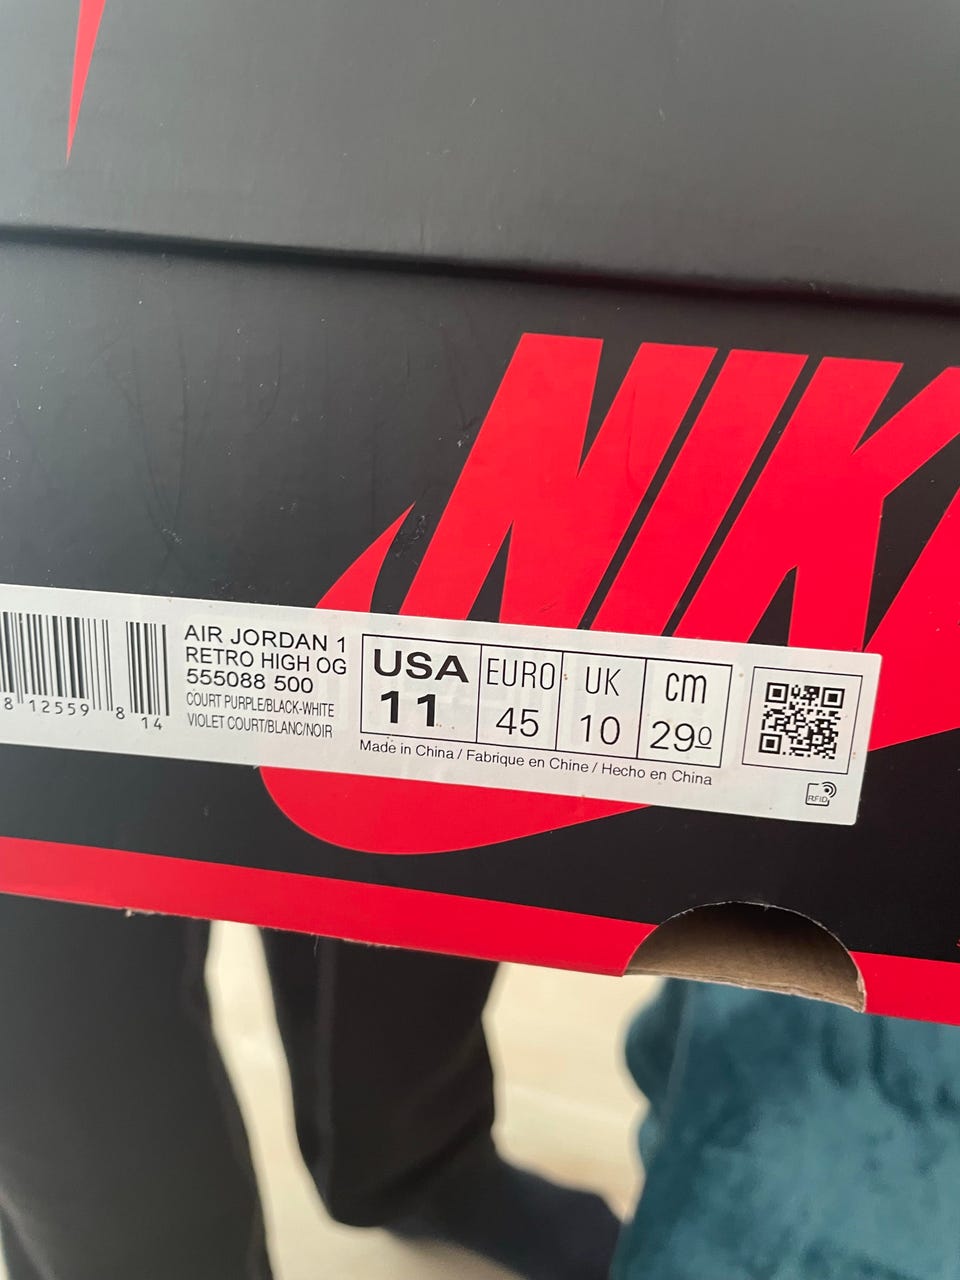 NIK
AIR JORDAN 1
RETRO HIGH OG
555088 500
COURT PURPLE/BLACK-WHITE
VIOLET COURT/BLANC/NOIR
8 12559 8
14
USA EURO UK cm
11 45 10 290
Made in China / Fabrique en Chine / Hecho en China
RFID